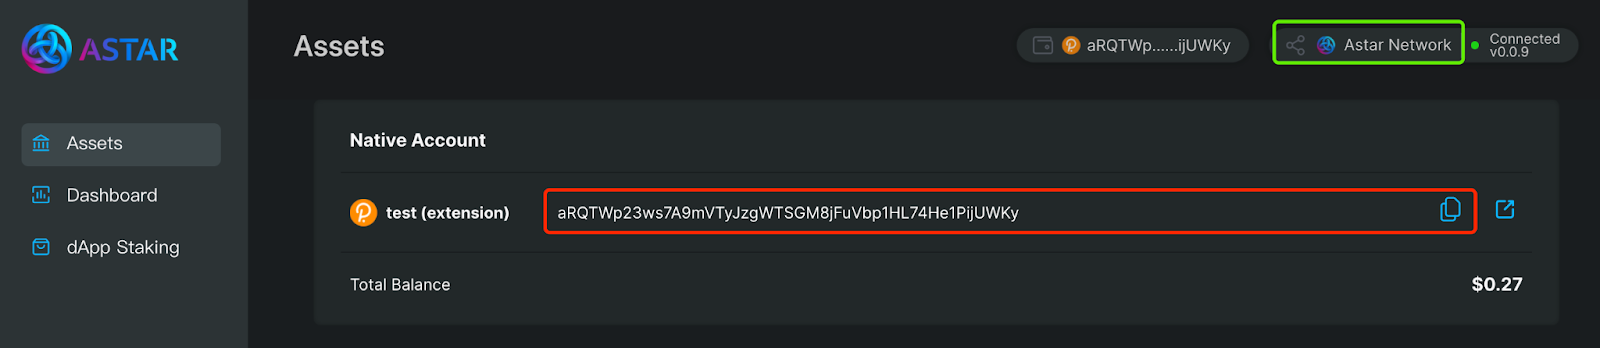 ASTAR
Assets
aRQTWp......ijUWKy
Astar Network
Connected
v0.0.9
Assets
Dashboard
dApp Staking
Native Account
test (extension)
aRQTWp23ws7A9mVTyJzgWTSGM8jFuVbp1HL74He1PijUWKy
Total Balance
$0.27